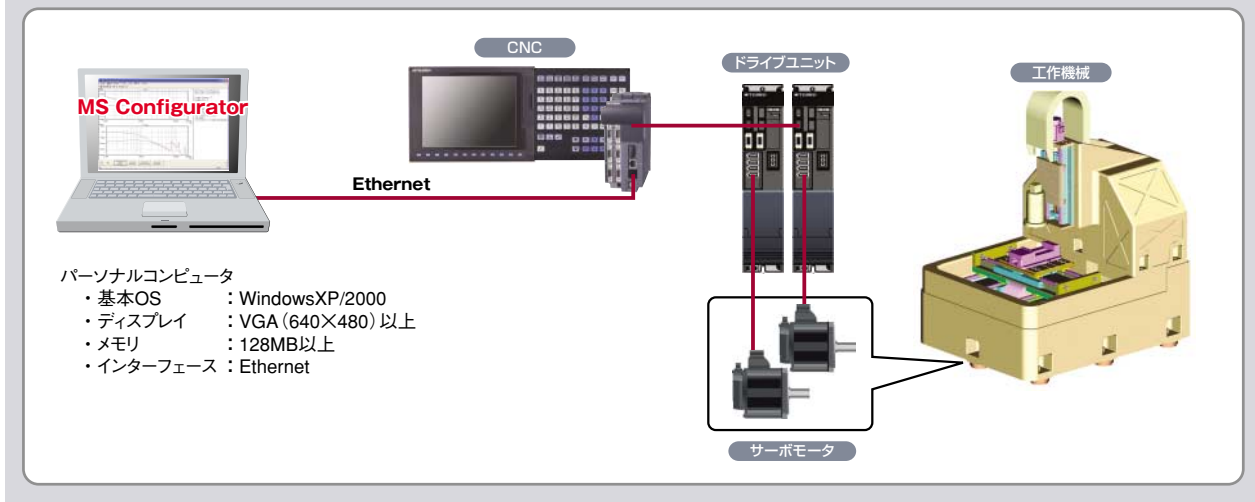 CNC
ドライブユニット
工作機械
MS Configurator
Ethernet
パーソナルコンピュータ
・基本OS ：WindowsXP/2000
・ディスプレイ ：VGA（640×480）以上
・メモリ ：128MB以上
・インターフェース ：Ethernet
サーボモータ